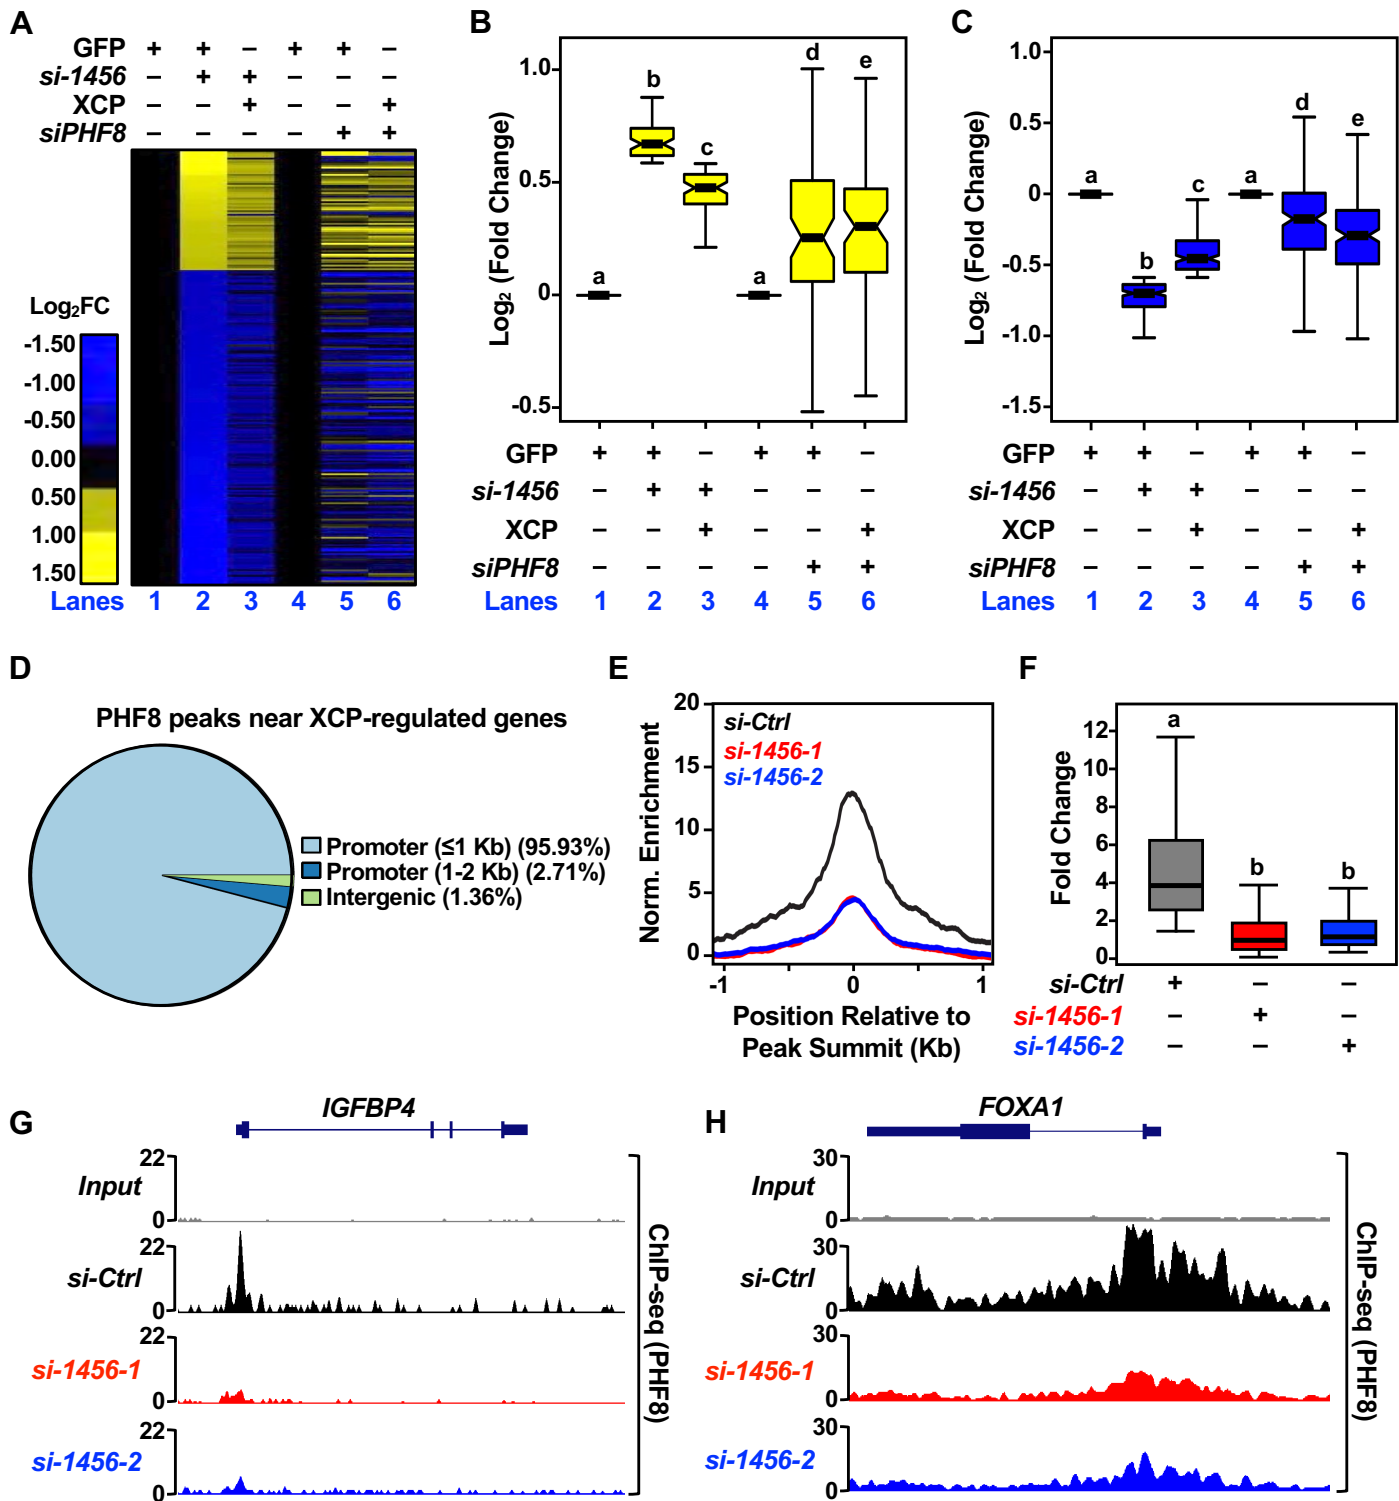 A
GFP + + – + + –
si-1456 – + + – – –
XCP – – + – – +
siPHF8 – – – – + +
Log₂FC
-1.50
-1.00
-0.50
0.00
0.50
1.00
1.50
Lanes 1 2 3 4 5 6
B
Log₂ (Fold Change)
1.0
0.5
0
-0.5
a b c a d e
GFP + + – + + –
si-1456 – + + – – –
XCP – – + – – +
siPHF8 – – – – + +
Lanes 1 2 3 4 5 6
C
Log₂ (Fold Change)
1.0
0.5
0
-0.5
-1.0
-1.5
a b c a d e
GFP + + – + + –
si-1456 – + + – – –
XCP – – + – – +
siPHF8 – – – – + +
Lanes 1 2 3 4 5 6
D
PHF8 peaks near XCP-regulated genes
Promoter (≤1 Kb) (95.93%)
Promoter (1-2 Kb) (2.71%)
Intergenic (1.36%)
E
Norm. Enrichment
20
15
10
5
0
si-Ctrl
si-1456-1
si-1456-2
-1 0 1
Position Relative to
Peak Summit (Kb)
F
Fold Change
12
10
8
6
4
2
0
a b b
si-Ctrl + – –
si-1456-1 – + –
si-1456-2 – – +
G
IGFBP4
Input
22
0
si-Ctrl
22
0
si-1456-1
22
0
si-1456-2
22
0
ChIP-seq (PHF8)
H
FOXA1
Input
30
0
si-Ctrl
30
0
si-1456-1
30
0
si-1456-2
30
0
ChIP-seq (PHF8)